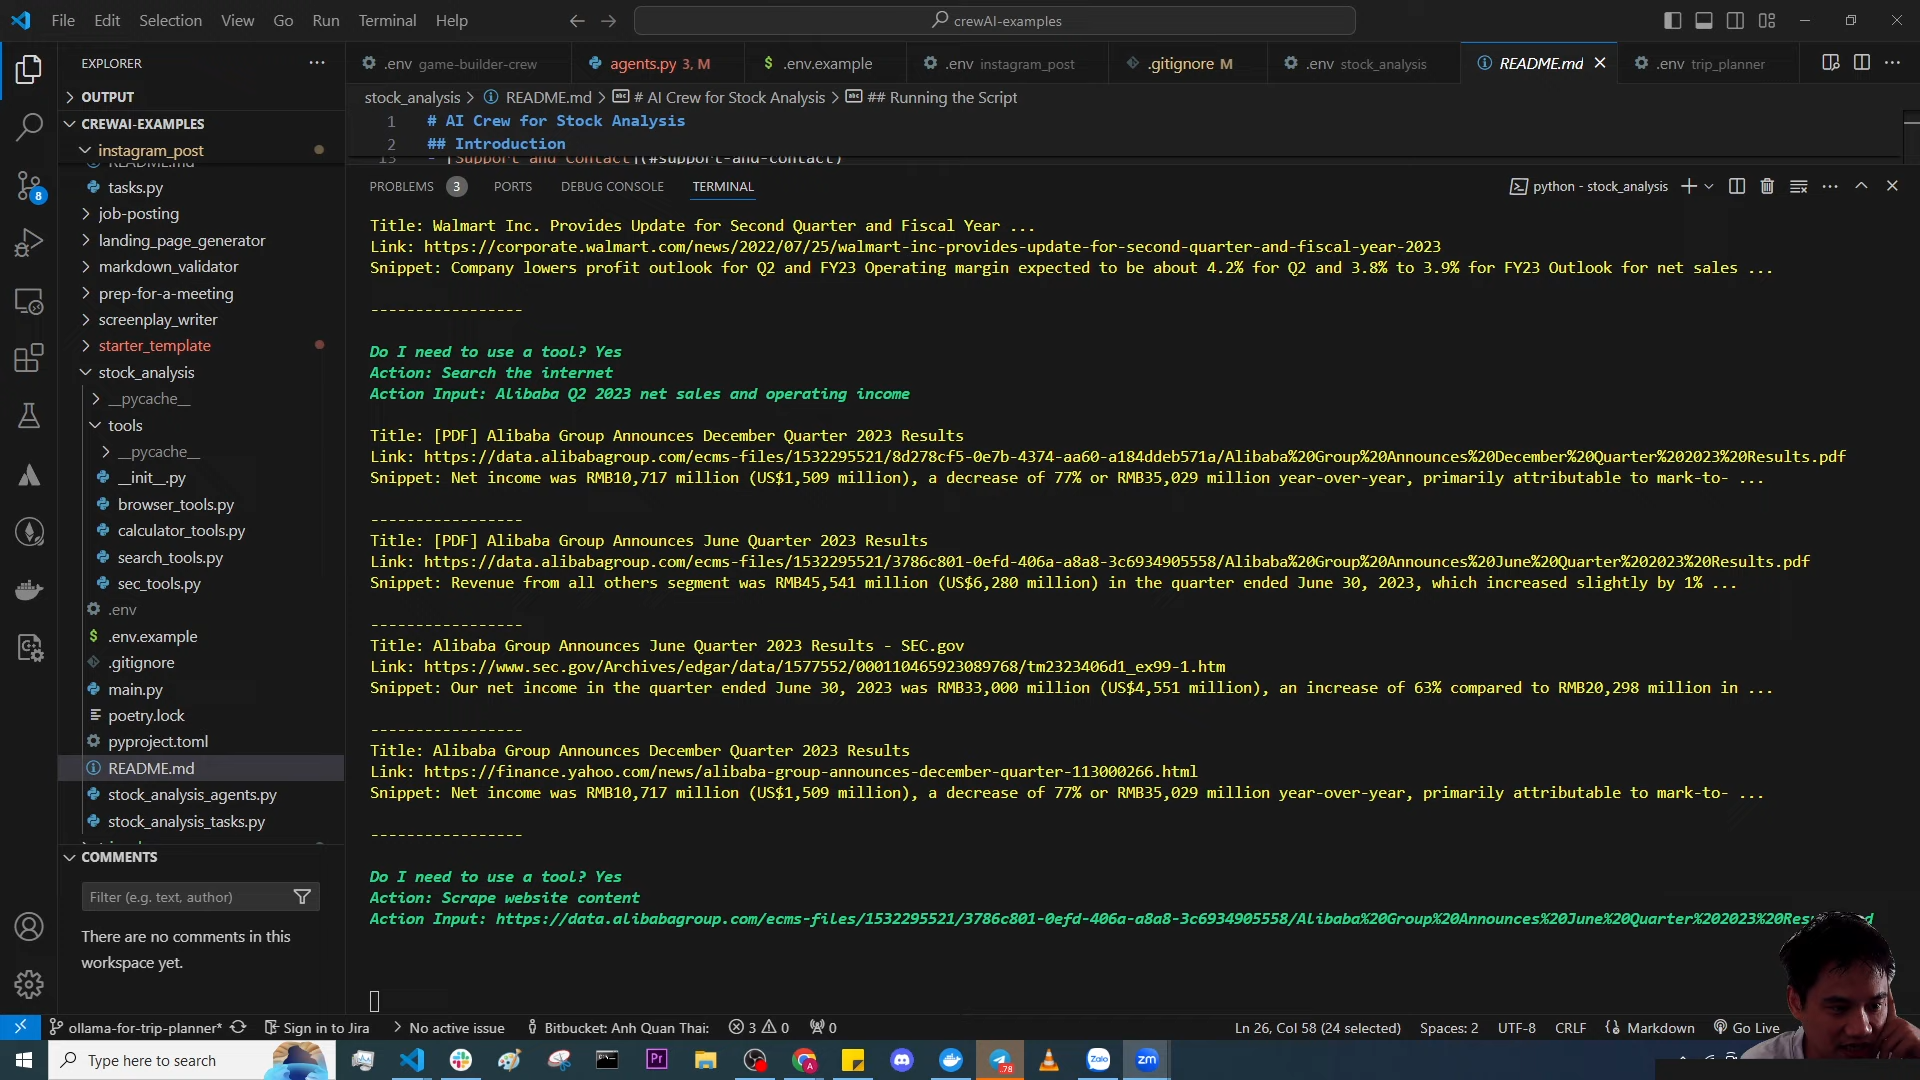 File Edit Selection View Go Run Terminal Help
crewAI-examples
EXPLORER
OUTPUT
CREWAI-EXAMPLES
instagram_post
README.md
tasks.py
job-posting
landing_page_generator
markdown_validator
prep-for-a-meeting
screenplay_writer
starter_template
stock_analysis
__pycache__
tools
__pycache__
__init__.py
browser_tools.py
calculator_tools.py
search_tools.py
sec_tools.py
.env
.env.example
.gitignore
main.py
poetry.lock
pyproject.toml
README.md
stock_analysis_agents.py
stock_analysis_tasks.py
COMMENTS
Filter (e.g. text, author)
There are no comments in this
workspace yet.
8
.env game-builder-crew
agents.py 3, M
$ .env.example
.env instagram_post
.gitignore M
.env stock_analysis
README.md
.env trip_planner
stock_analysis > README.md > # AI Crew for Stock Analysis > ## Running the Script
1 # AI Crew for Stock Analysis
2 ## Introduction
13 - [Support and Contact](#support-and-contact)
PROBLEMS 3 PORTS DEBUG CONSOLE TERMINAL
python - stock_analysis
Title: Walmart Inc. Provides Update for Second Quarter and Fiscal Year ...
Link: https://corporate.walmart.com/news/2022/07/25/walmart-inc-provides-update-for-second-quarter-and-fiscal-year-2023
Snippet: Company lowers profit outlook for Q2 and FY23 Operating margin expected to be about 4.2% for Q2 and 3.8% to 3.9% for FY23 Outlook for net sales ...
-----------------
Do I need to use a tool? Yes
Action: Search the internet
Action Input: Alibaba Q2 2023 net sales and operating income
Title: [PDF] Alibaba Group Announces December Quarter 2023 Results
Link: https://data.alibabagroup.com/ecms-files/1532295521/8d278cf5-0e7b-4374-aa60-a184ddeb571a/Alibaba%20Group%20Announces%20December%20Quarter%202023%20Results.pdf
Snippet: Net income was RMB10,717 million (US$1,509 million), a decrease of 77% or RMB35,029 million year-over-year, primarily attributable to mark-to- ...
-----------------
Title: [PDF] Alibaba Group Announces June Quarter 2023 Results
Link: https://data.alibabagroup.com/ecms-files/1532295521/3786c801-0efd-406a-a8a8-3c6934905558/Alibaba%20Group%20Announces%20June%20Quarter%202023%20Results.pdf
Snippet: Revenue from all others segment was RMB45,541 million (US$6,280 million) in the quarter ended June 30, 2023, which increased slightly by 1% ...
-----------------
Title: Alibaba Group Announces June Quarter 2023 Results - SEC.gov
Link: https://www.sec.gov/Archives/edgar/data/1577552/000110465923089768/tm2323406d1_ex99-1.htm
Snippet: Our net income in the quarter ended June 30, 2023 was RMB33,000 million (US$4,551 million), an increase of 63% compared to RMB20,298 million in ...
-----------------
Title: Alibaba Group Announces December Quarter 2023 Results
Link: https://finance.yahoo.com/news/alibaba-group-announces-december-quarter-113000266.html
Snippet: Net income was RMB10,717 million (US$1,509 million), a decrease of 77% or RMB35,029 million year-over-year, primarily attributable to mark-to- ...
-----------------
Do I need to use a tool? Yes
Action: Scrape website content
Action Input: https://data.alibabagroup.com/ecms-files/1532295521/3786c801-0efd-406a-a8a8-3c6934905558/Alibaba%20Group%20Announces%20June%20Quarter%202023%20Res
ollama-for-trip-planner* Sign in to Jira No active issue Bitbucket: Anh Quan Thai: 3 0 0
Ln 26, Col 58 (24 selected) Spaces: 2 UTF-8 CRLF Markdown Go Live
Type here to search
Pr
A
.78
Zalo
zm